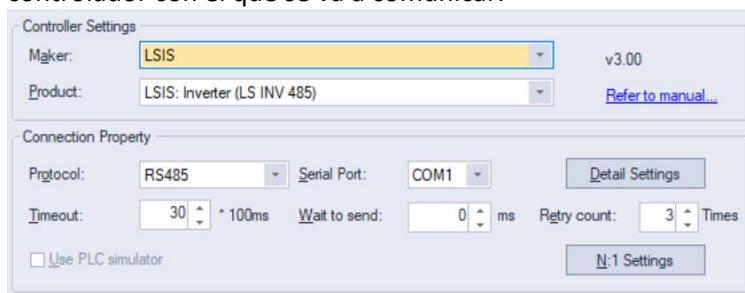 controlador con el que se va a comunicar.
Controller Settings
Maker: LSIS v3.00
Product: LSIS: Inverter (LS INV 485) Refer to manual...
Connection Property
Protocol: RS485 Serial Port: COM1 Detail Settings
Timeout: 30 * 100ms Wait to send: 0 ms Retry count: 3 Times
Use PLC simulator N:1 Settings